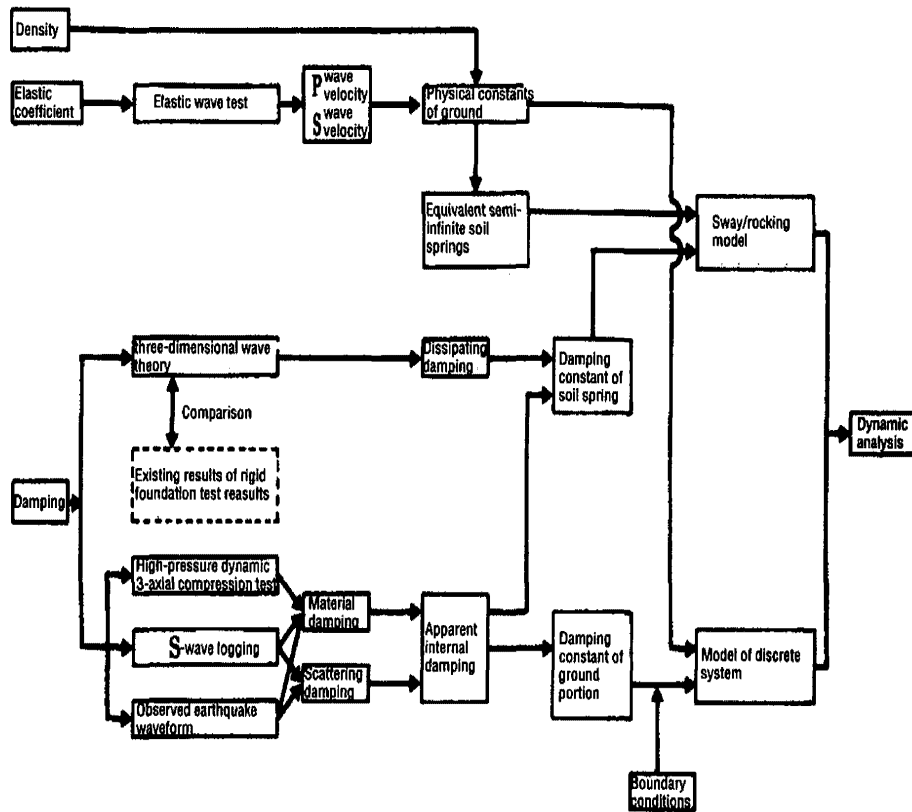 Density
Elastic
coefficient
Elastic wave test
P wave
velocity
S wave
velocity
Physical constants
of ground
Equivalent semi-
infinite soil
springs
Sway/rocking
model
three-dimensional wave
theory
Dissipating
damping
Damping
constant of
soil spring
Comparison
Dynamic
analysis
Existing results of rigid
foundation test reasults
Damping
High-pressure dynamic
3-axial compression test
Material
damping
Apparent
internal
damping
Damping
constant of
ground
portion
Model of discrete
system
S-wave logging
Scattering
damping
Observed earthquake
waveform
Boundary
conditions